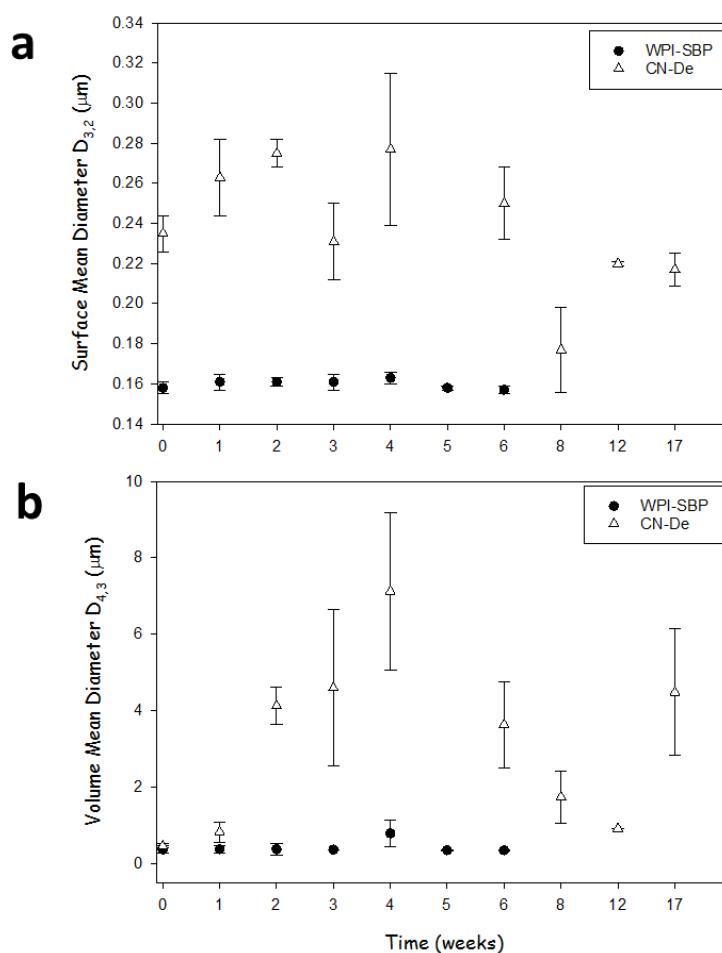 a
Surface Mean Diameter D3,2 (μm)
0.34
0.32
0.30
0.28
0.26
0.24
0.22
0.20
0.18
0.16
0.14
WPI-SBP
CN-De
0 1 2 3 4 5 6 8 12 17
b
Volume Mean Diameter D4,3 (μm)
10
8
6
4
2
0
WPI-SBP
CN-De
0 1 2 3 4 5 6 8 12 17
Time (weeks)